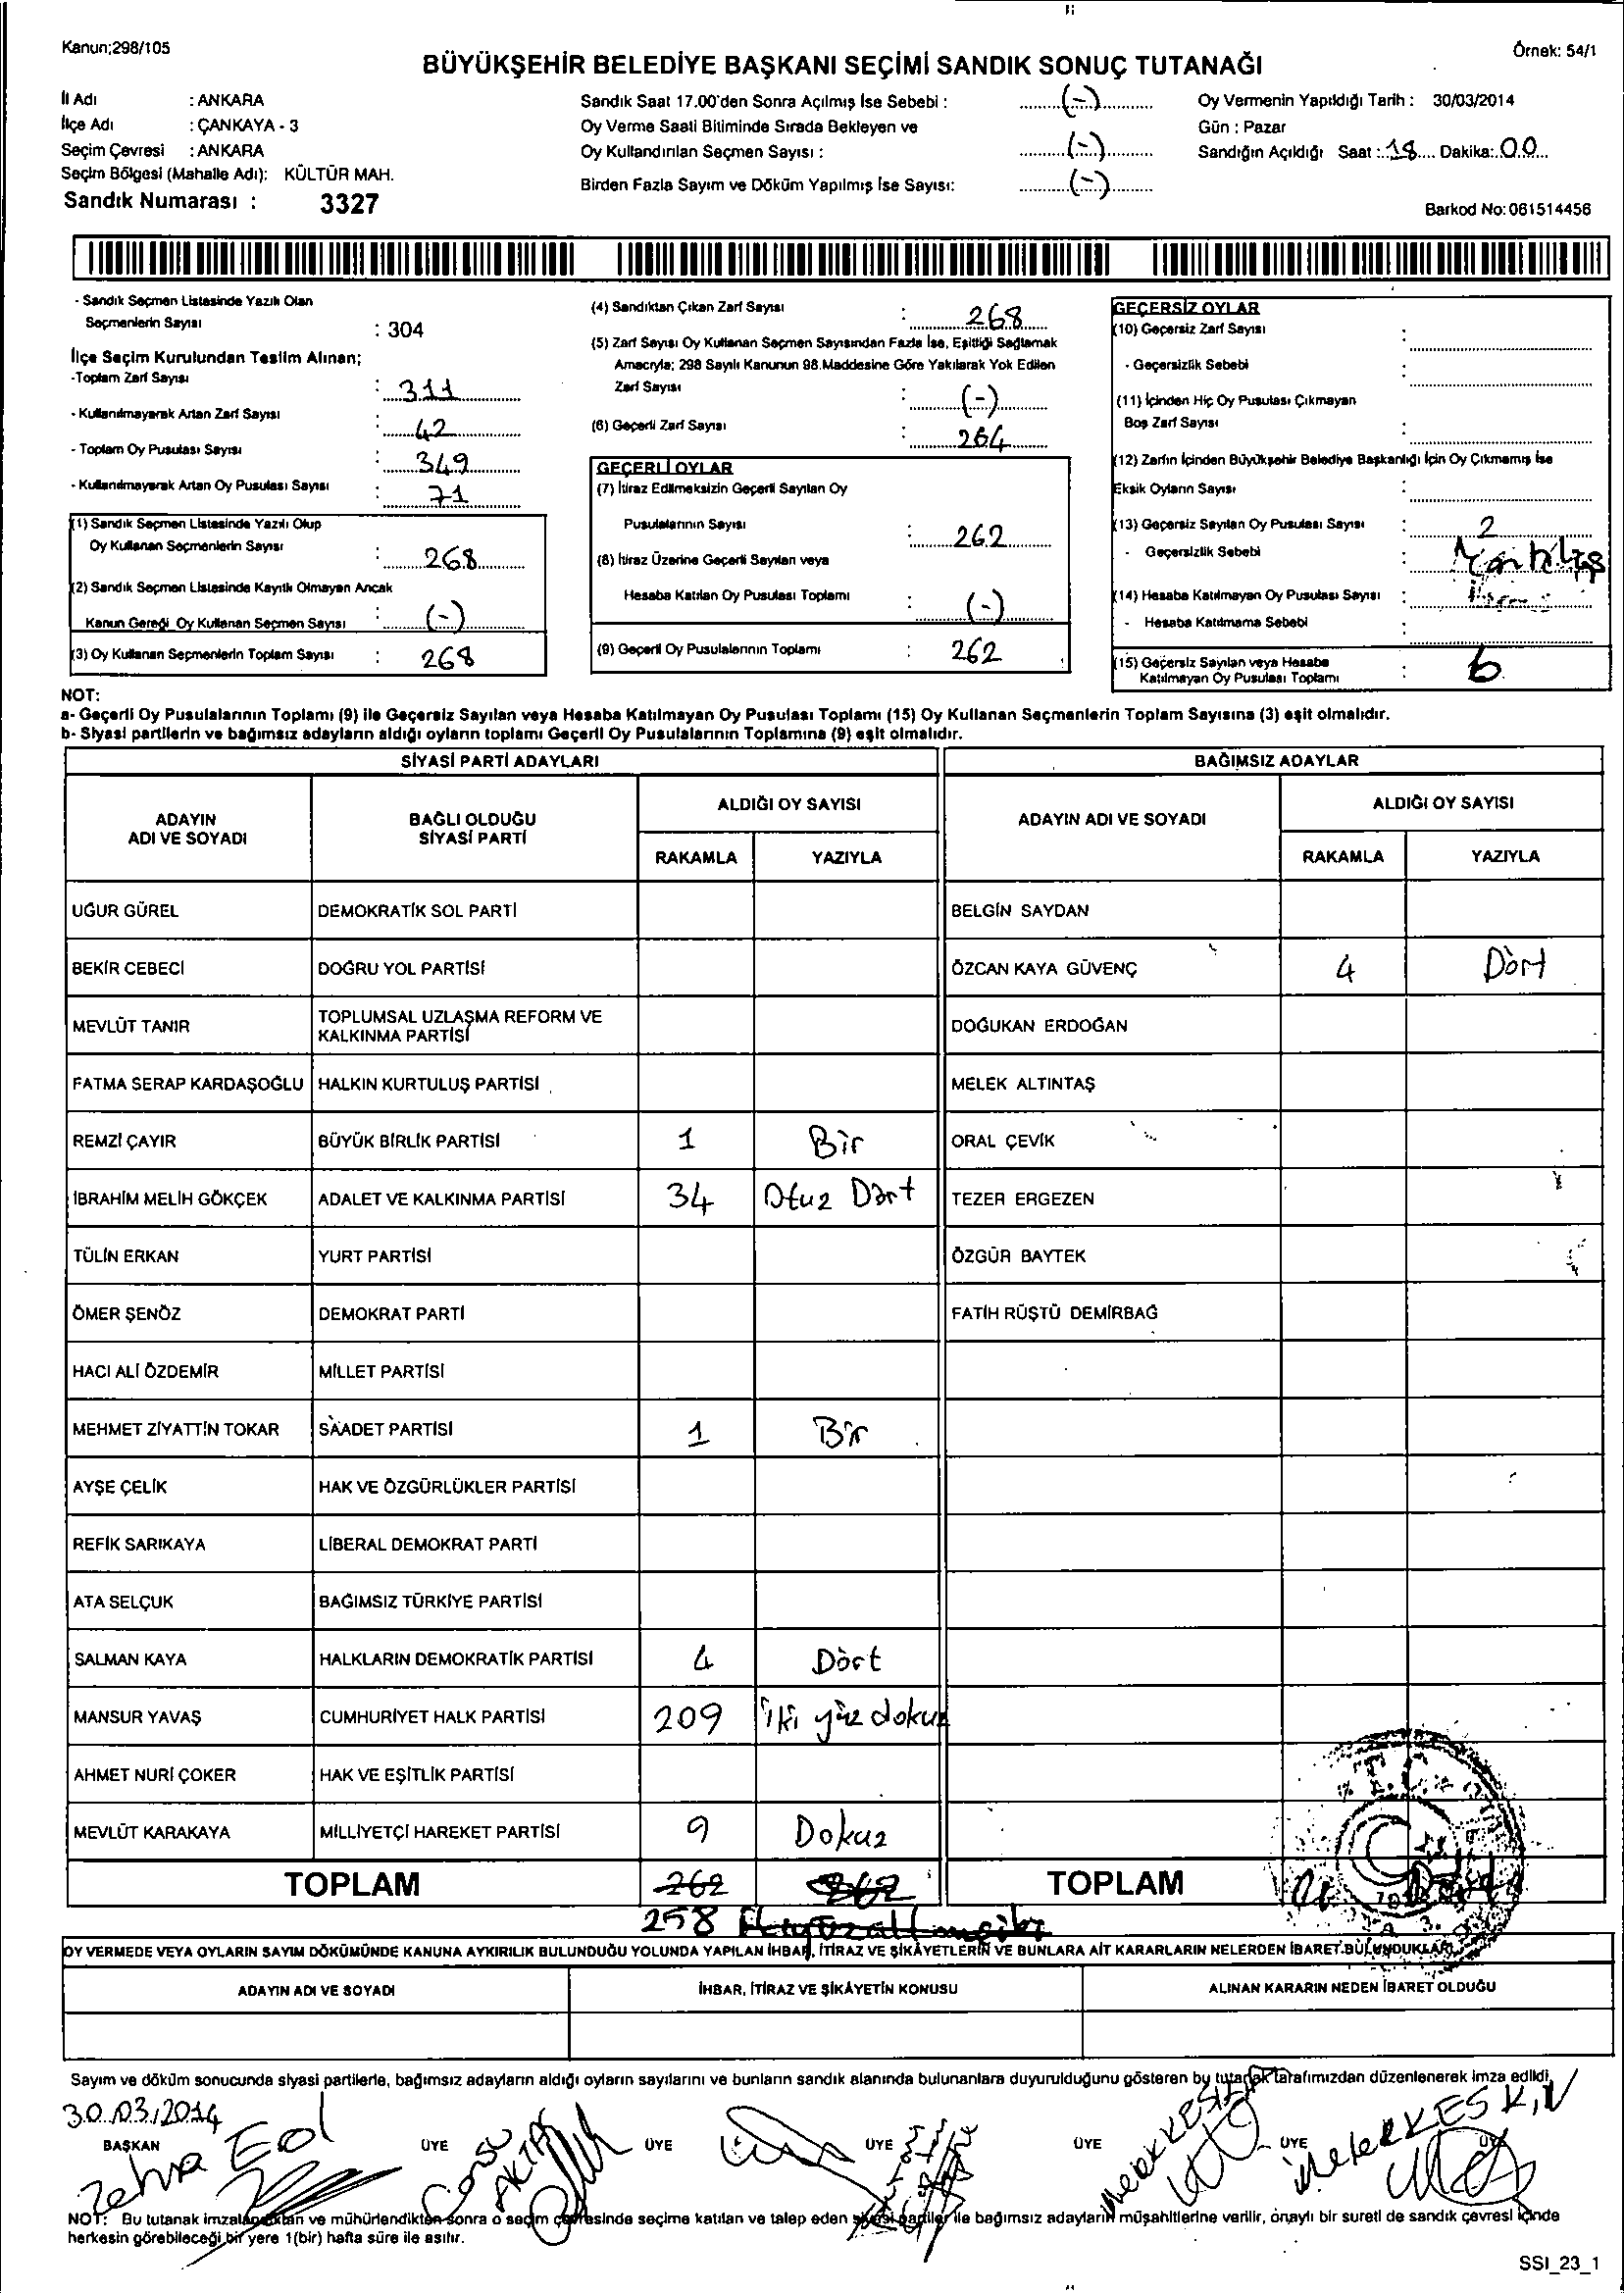 Kanun;298/105
Örnek: 54/1
BÜYÜKŞEHİR BELEDİYE BAŞKANI SEÇİMİ SANDIK SONUÇ TUTANAĞI
İl Adı : ANKARA
İlçe Adı : ÇANKAYA - 3
Seçim Çevresi : ANKARA
Seçim Bölgesi (Mahalle Adı): KÜLTÜR MAH.
Sandık Numarası : 3327
Sandık Saat 17.00'den Sonra Açılmış İse Sebebi : (-)
Oy Verme Saati Bitiminde Sırada Bekleyen ve
Oy Kullandırılan Seçmen Sayısı : (-)
Birden Fazla Sayım ve Döküm Yapılmış İse Sayısı: (-)
Oy Vermenin Yapıldığı Tarih : 30/03/2014
Gün : Pazar
Sandığın Açıldığı Saat : 18 Dakika: 00
Barkod No: 061514456
- Sandık Seçmen Listesinde Yazılı Olan
Seçmenlerin Sayısı : 304
İlçe Seçim Kurulundan Teslim Alınan;
-Toplam Zarf Sayısı : 311
- Kullanılmayarak Artan Zarf Sayısı : 42
- Toplam Oy Pusulası Sayısı : 349
- Kullanılmayarak Artan Oy Pusulası Sayısı : 71
(1) Sandık Seçmen Listesinde Yazılı Olup
Oy Kullanan Seçmenlerin Sayısı : 268
(2) Sandık Seçmen Listesinde Kayıtlı Olmayan Ancak
Kanun Gereği Oy Kullanan Seçmen Sayısı : (-)
(3) Oy Kullanan Seçmenlerin Toplam Sayısı : 268
(4) Sandıktan Çıkan Zarf Sayısı : 268
(5) Zarf Sayısı Oy Kullanan Seçmen Sayısından Fazla İse, Eşitliği Sağlamak
Amacıyla; 298 Sayılı Kanunun 98.Maddesine Göre Yakılarak Yok Edilen
Zarf Sayısı : (-)
(6) Geçerli Zarf Sayısı : 264
GEÇERLİ OYLAR
(7) İtiraz Edilmeksizin Geçerli Sayılan Oy
Pusulalarının Sayısı : 262
(8) İtiraz Üzerine Geçerli Sayılan veya
Hesaba Katılan Oy Pusulası Toplamı : (-)
(9) Geçerli Oy Pusulalarının Toplamı : 262
GEÇERSİZ OYLAR
(10) Geçersiz Zarf Sayısı :
- Geçersizlik Sebebi :
(11) İçinden Hiç Oy Pusulası Çıkmayan
Boş Zarf Sayısı :
(12) Zarfın İçinden Büyükşehir Belediye Başkanlığı İçin Oy Çıkmamış İse
Eksik Oyların Sayısı :
(13) Geçersiz Sayılan Oy Pusulası Sayısı : 2
- Geçersizlik Sebebi :
(14) Hesaba Katılmayan Oy Pusulası Sayısı :
- Hesaba Katılmama Sebebi :
(15) Geçersiz Sayılan veya Hesaba
Katılmayan Oy Pusulası Toplamı : 6
NOT:
a- Geçerli Oy Pusulalarının Toplamı (9) ile Geçersiz Sayılan veya Hesaba Katılmayan Oy Pusulası Toplamı (15) Oy Kullanan Seçmenlerin Toplam Sayısına (3) eşit olmalıdır.
b- Siyasi partilerin ve bağımsız adayların aldığı oyların toplamı Geçerli Oy Pusulalarının Toplamına (9) eşit olmalıdır.
SİYASİ PARTİ ADAYLARI
BAĞIMSIZ ADAYLAR
ADAYIN ADI VE SOYADI
BAĞLI OLDUĞU SİYASİ PARTİ
ALDIĞI OY SAYISI
RAKAMLA YAZIYLA
ADAYIN ADI VE SOYADI
ALDIĞI OY SAYISI
RAKAMLA YAZIYLA
UĞUR GÜREL DEMOKRATİK SOL PARTİ BELGİN SAYDAN
BEKİR CEBECİ DOĞRU YOL PARTİSİ ÖZCAN KAYA GÜVENÇ 4 Dört
MEVLÜT TANIR TOPLUMSAL UZLAŞMA REFORM VE KALKINMA PARTİSİ DOĞUKAN ERDOĞAN
FATMA SERAP KARDAŞOĞLU HALKIN KURTULUŞ PARTİSİ MELEK ALTINTAŞ
REMZİ ÇAYIR BÜYÜK BİRLİK PARTİSİ 1 Bir ORAL ÇEVİK
İBRAHİM MELİH GÖKÇEK ADALET VE KALKINMA PARTİSİ 34 Otuz Dört TEZER ERGEZEN
TÜLİN ERKAN YURT PARTİSİ ÖZGÜR BAYTEK
ÖMER ŞENÖZ DEMOKRAT PARTİ FATİH RÜŞTÜ DEMİRBAĞ
HACI ALİ ÖZDEMİR MİLLET PARTİSİ
MEHMET ZİYATTİN TOKAR SAADET PARTİSİ 1 Bir
AYŞE ÇELİK HAK VE ÖZGÜRLÜKLER PARTİSİ
REFİK SARIKAYA LİBERAL DEMOKRAT PARTİ
ATA SELÇUK BAĞIMSIZ TÜRKİYE PARTİSİ
SALMAN KAYA HALKLARIN DEMOKRATİK PARTİSİ 4 Dört
MANSUR YAVAŞ CUMHURİYET HALK PARTİSİ 209 iki yüz dokuz
AHMET NURİ ÇOKER HAK VE EŞİTLİK PARTİSİ
MEVLÜT KARAKAYA MİLLİYETÇİ HAREKET PARTİSİ 9 Dokuz
TOPLAM 262 262 TOPLAM
258
OY VERMEDE VEYA OYLARIN SAYIM DÖKÜMÜNDE KANUNA AYKIRILIK BULUNDUĞU YOLUNDA YAPILAN İHBAR, İTİRAZ VE ŞİKÂYETLERİN VE BUNLARA AİT KARARLARIN NELERDEN İBARET BULUNDUKLARI
ADAYIN ADI VE SOYADI İHBAR, İTİRAZ VE ŞİKÂYETİN KONUSU ALINAN KARARIN NEDEN İBARET OLDUĞU
Sayım ve döküm sonucunda siyasi partilerle, bağımsız adayların aldığı oyların sayılarını ve bunların sandık alanında bulunanlara duyurulduğunu gösteren bu tutanak tarafımızdan düzenlenerek imza edildi.
30.03.2014
BAŞKAN ÜYE ÜYE ÜYE ÜYE ÜYE ÜYE
Zehra Erol
Cansu AKTAŞ
MELEK KESKİN
NOT: Bu tutanak imzalandıktan ve mühürlendikten sonra o seçim çevresinde seçime katılan ve talep eden siyasi partiler ile bağımsız adayların müşahitlerine verilir, onaylı bir sureti de sandık çevresi içinde
herkesin görebileceği bir yere 1(bir) hafta süre ile asılır.
SSI_23_1